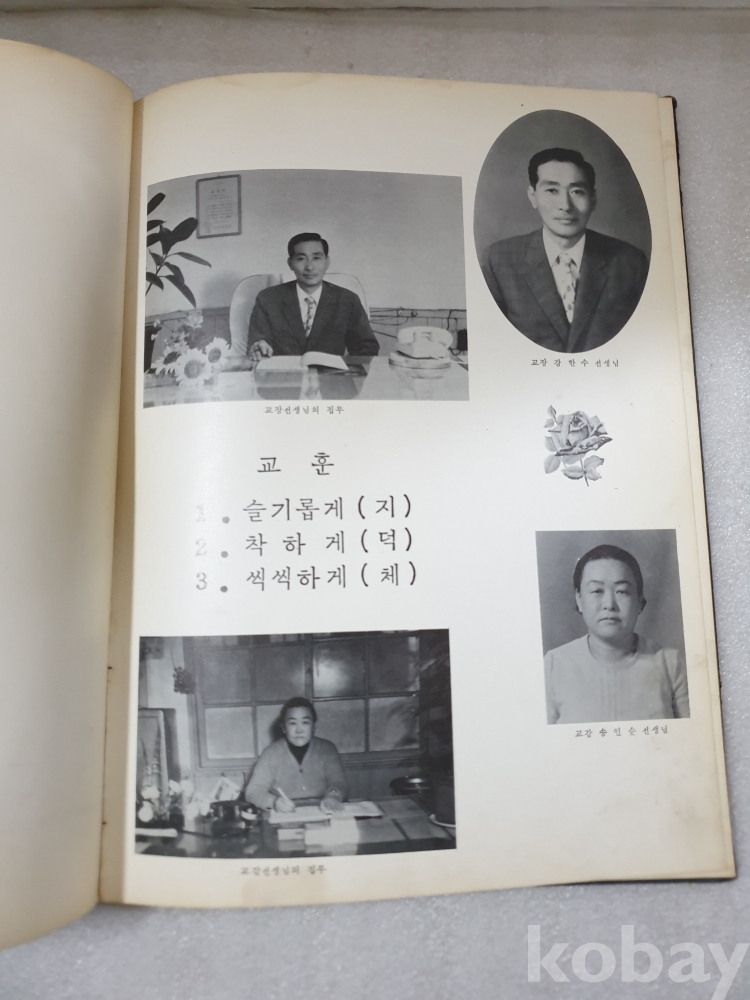 교장 강 한 수 선생님
교장선생님의 집무
교 훈
1. 슬기롭게 (지)
2. 착 하 게 (덕)
3. 씩씩하게 (체)
교감 송 인 순 선생님
교감선생님의 집무
kobay